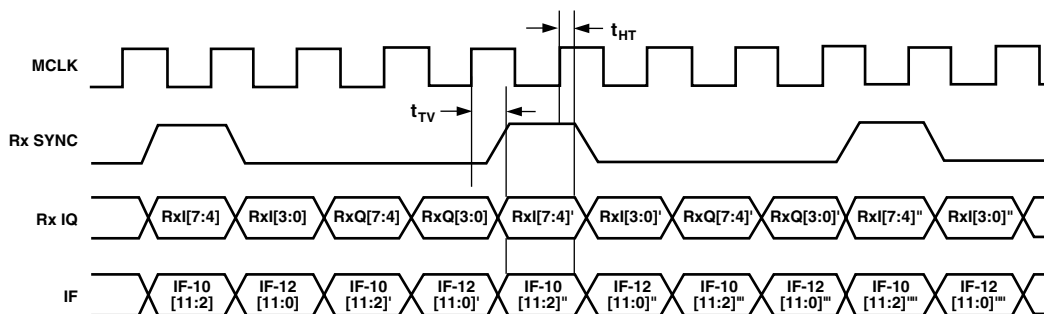 tHT
MCLK
tTV
Rx SYNC
Rx IQ
RxI[7:4]
RxI[3:0]
RxQ[7:4]
RxQ[3:0]
RxI[7:4]'
RxI[3:0]'
RxQ[7:4]'
RxQ[3:0]'
RxI[7:4]"
RxI[3:0]"
IF
IF-10
[11:2]
IF-12
[11:0]
IF-10
[11:2]'
IF-12
[11:0]'
IF-10
[11:2]"
IF-12
[11:0]"
IF-10
[11:2]'"
IF-12
[11:0]'"
IF-10
[11:2]""
IF-12
[11:0]""